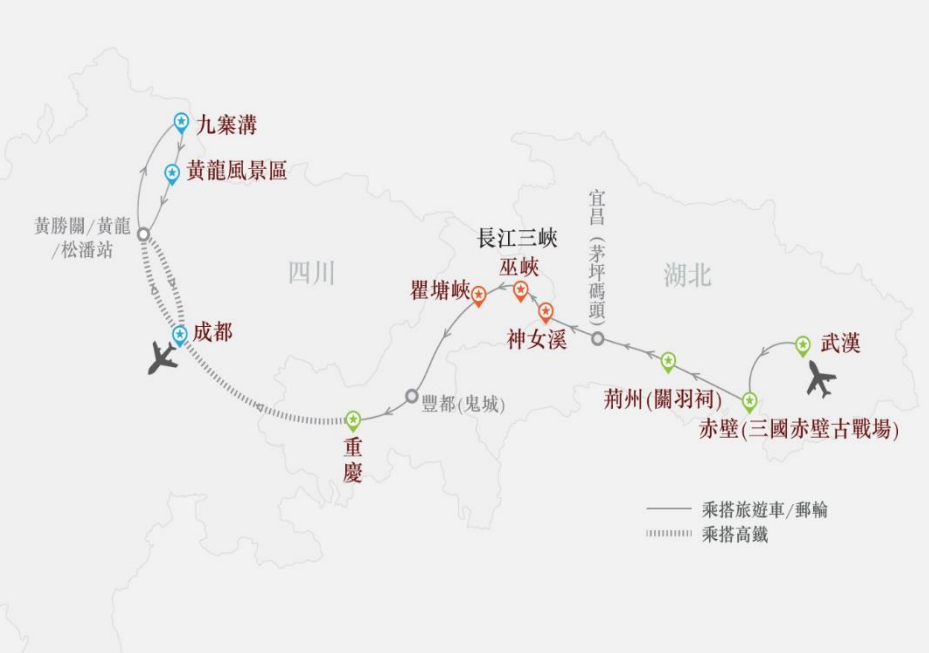 九寨溝
黃龍風景區
黃勝關/黃龍
/松潘站
四川
成都
重慶
豐都(鬼城)
瞿塘峽
長江三峽
巫峽
神女溪
宜昌(茅坪碼頭)
湖北
荊州(關羽祠)
武漢
赤壁(三國赤壁古戰場)
乘搭旅遊車/郵輪
乘搭高鐵